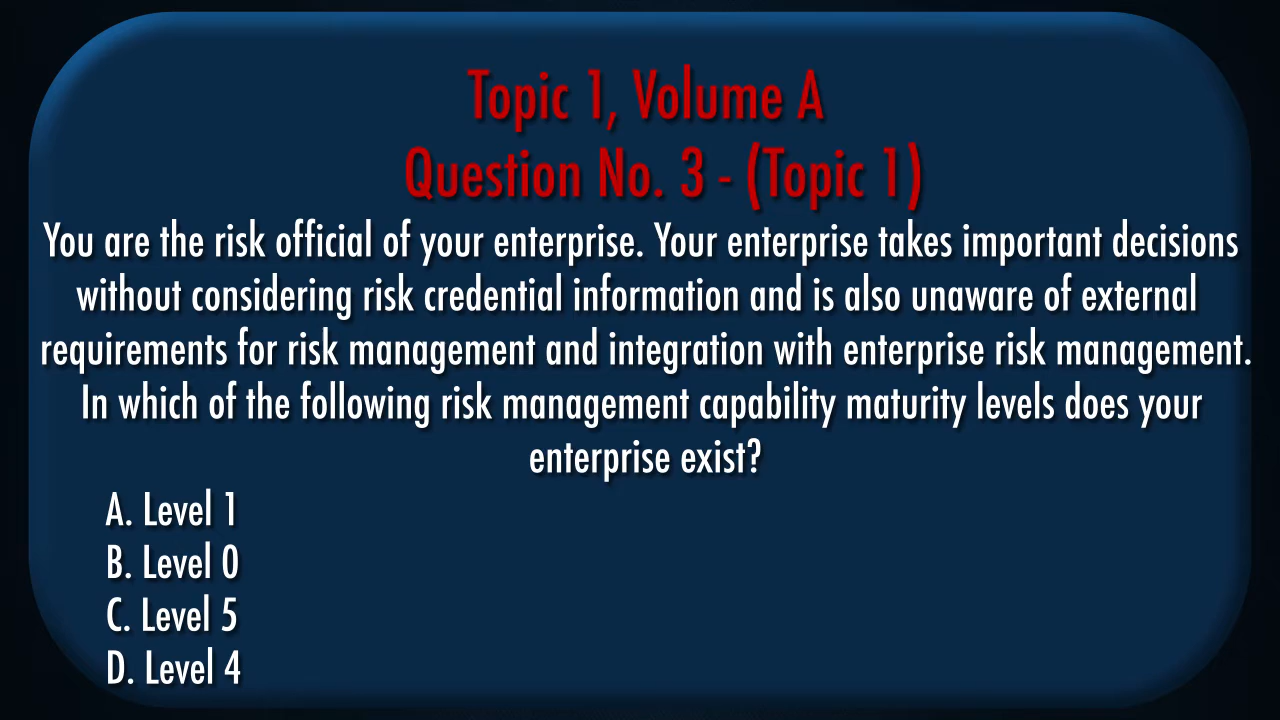 Topic 1, Volume A
Question No. 3 - (Topic 1)
You are the risk official of your enterprise. Your enterprise takes important decisions
without considering risk credential information and is also unaware of external
requirements for risk management and integration with enterprise risk management.
In which of the following risk management capability maturity levels does your
enterprise exist?
A. Level 1
B. Level 0
C. Level 5
D. Level 4